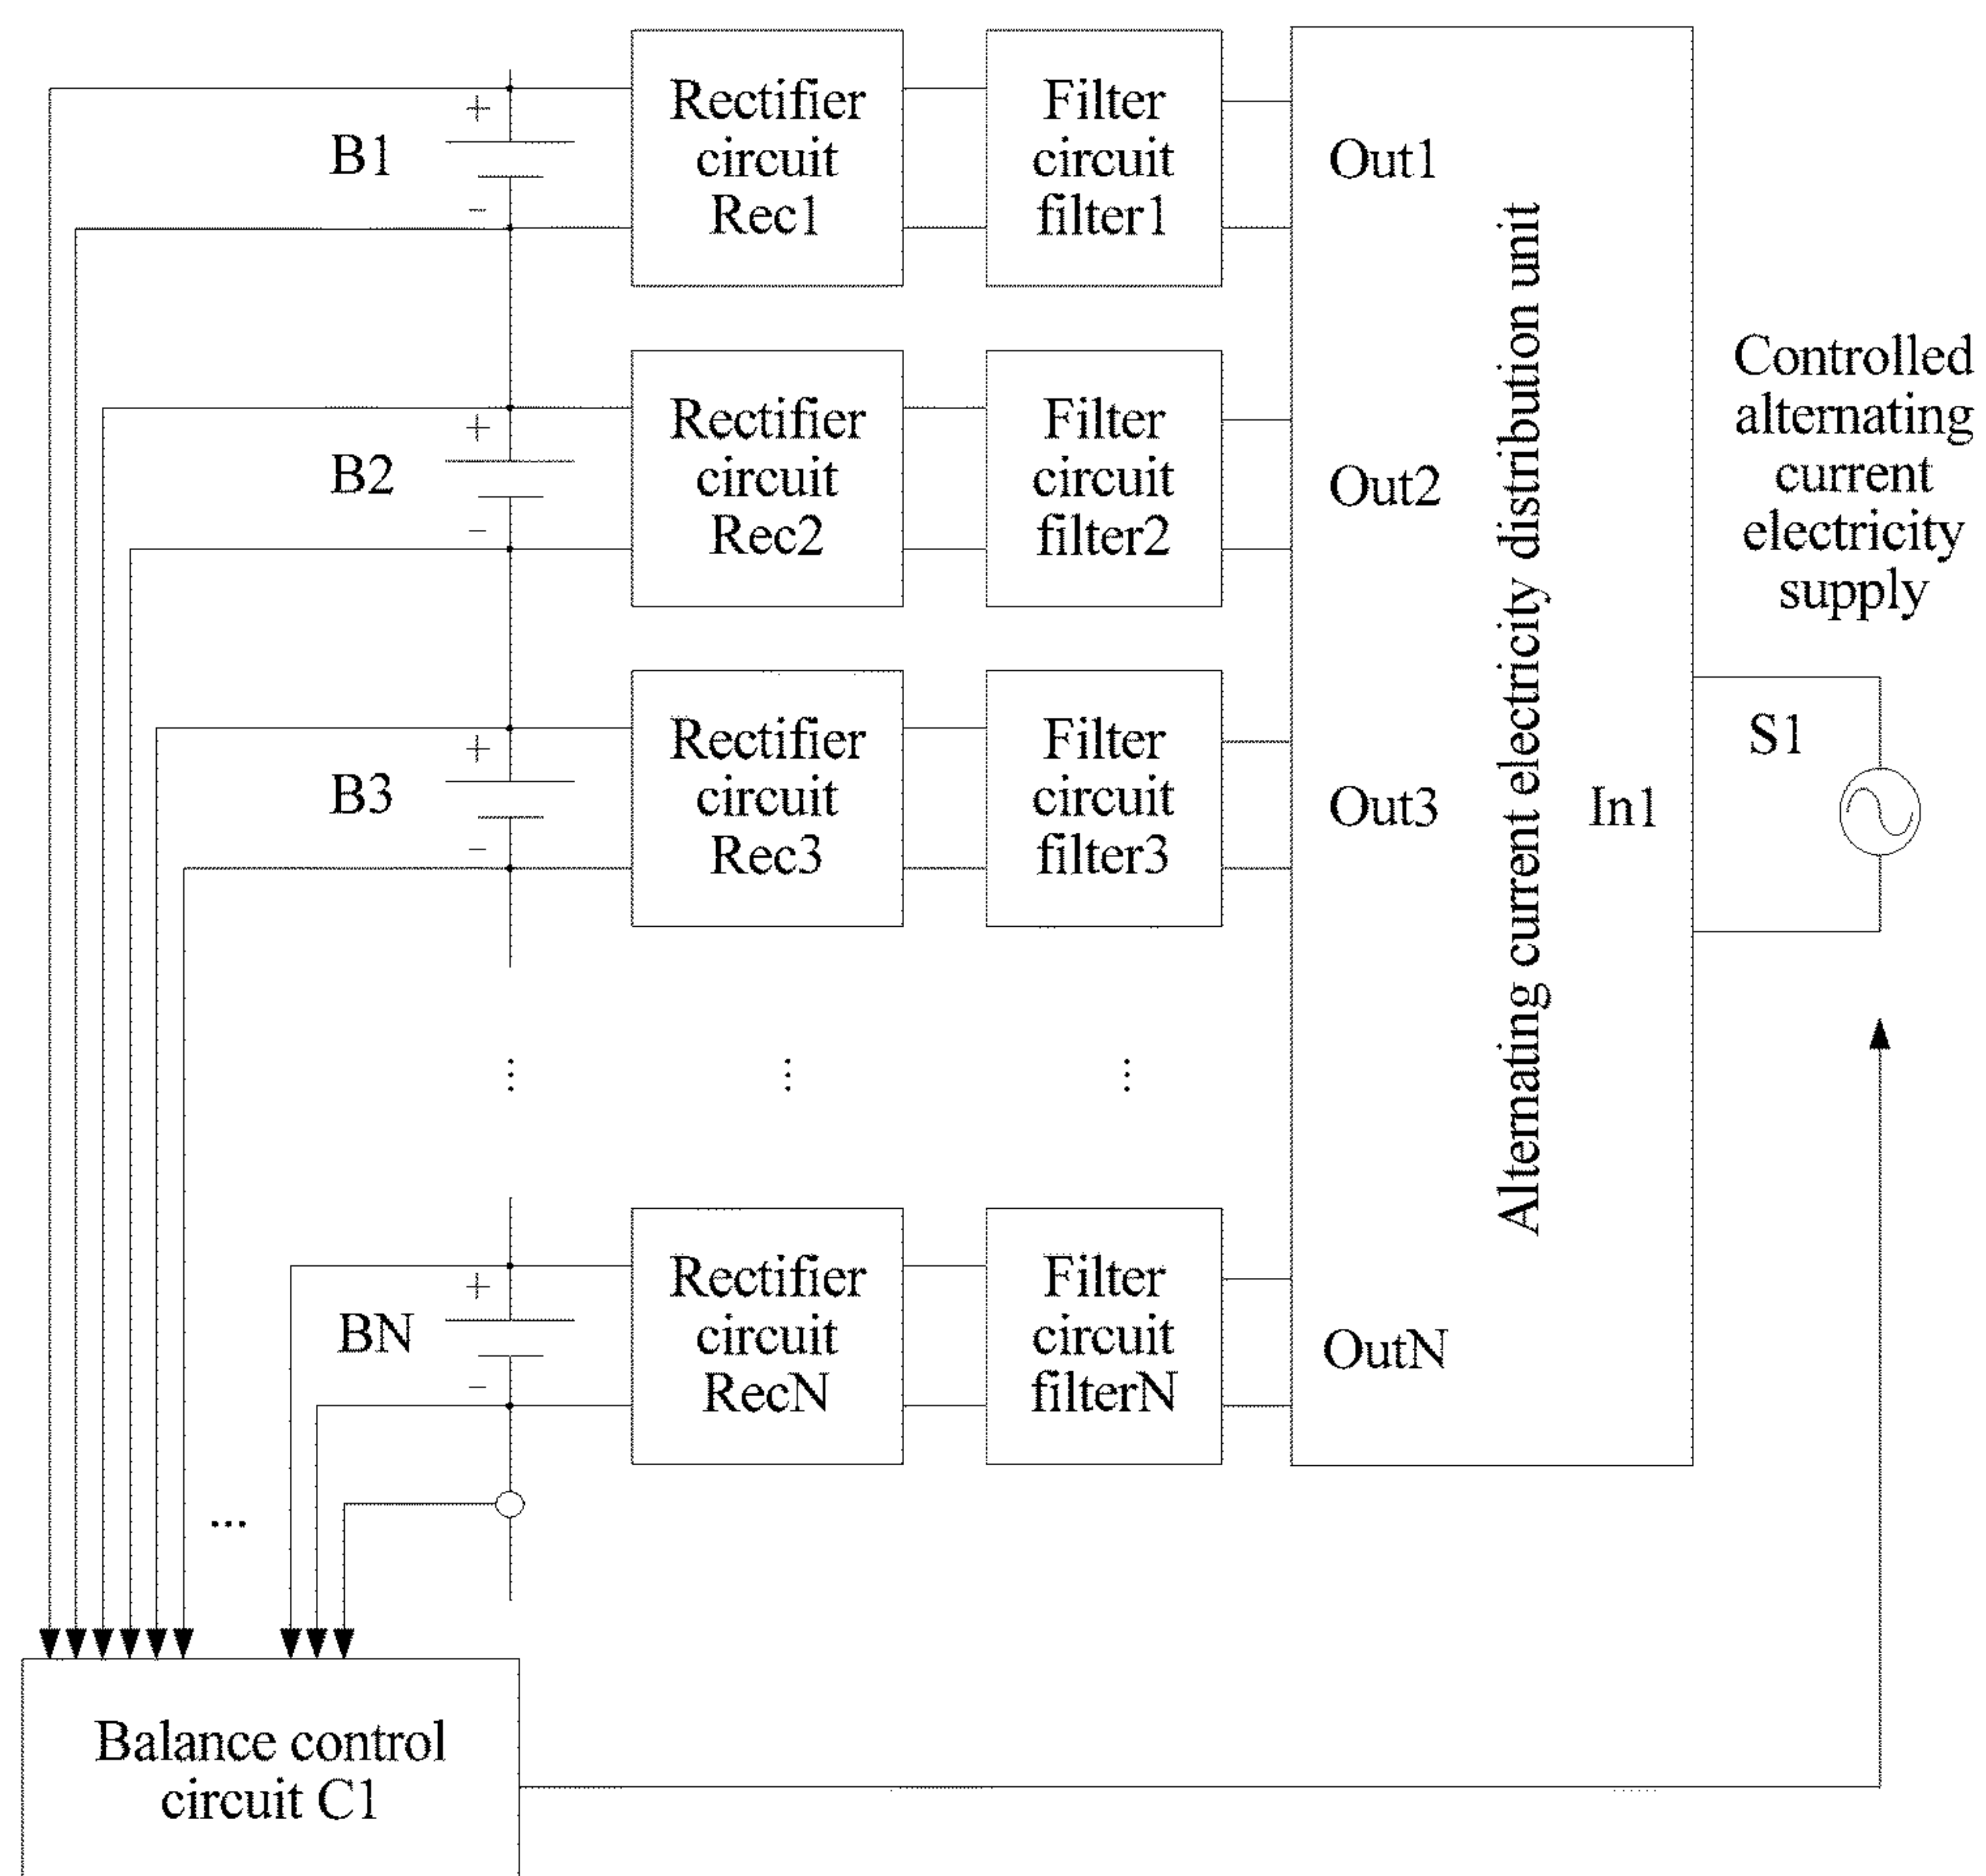 B1
+
-
Rectifier
circuit
Rec1
Filter
circuit
filter1
Out1
B2
+
-
Rectifier
circuit
Rec2
Filter
circuit
filter2
Out2
B3
+
-
Rectifier
circuit
Rec3
Filter
circuit
filter3
Out3
...
...
...
BN
+
-
Rectifier
circuit
RecN
Filter
circuit
filterN
OutN
Alternating current electricity distribution unit
In1
Controlled
alternating
current
electricity
supply
S1
...
Balance control
circuit C1